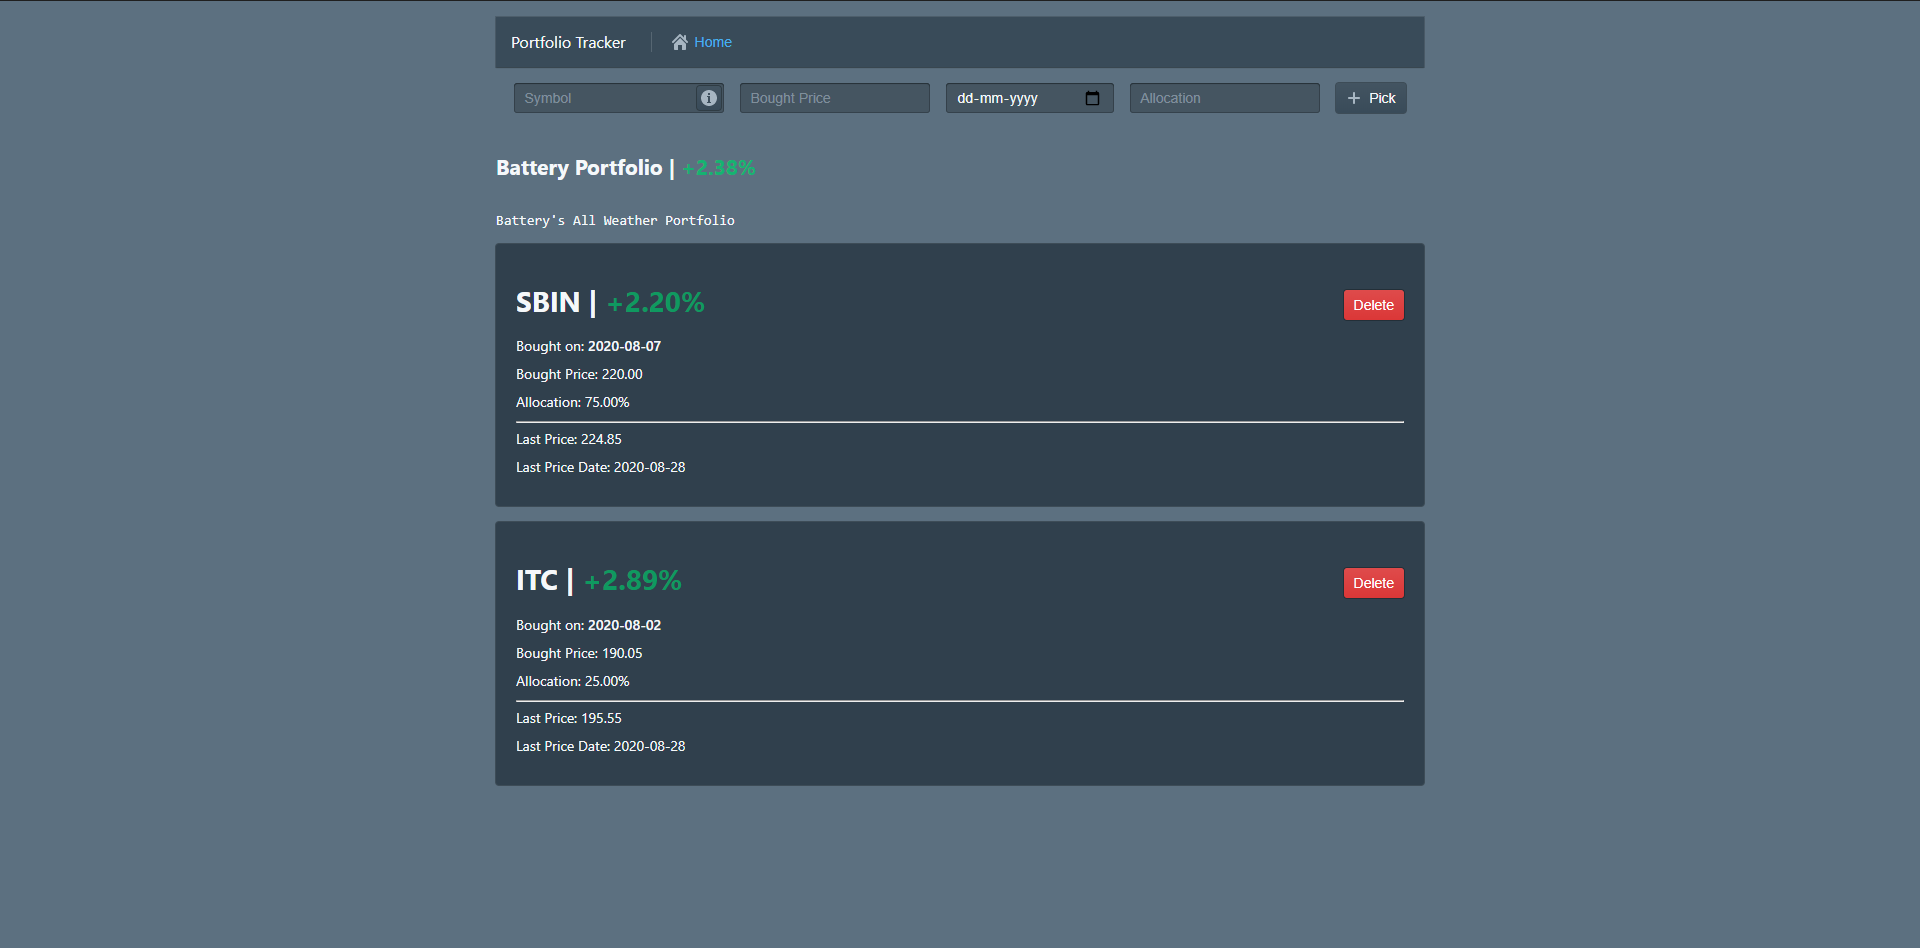 Portfolio Tracker Home
Symbol Bought Price dd-mm-yyyy Allocation Pick
Battery Portfolio | +2.38%
Battery's All Weather Portfolio
SBIN | +2.20% Delete
Bought on: 2020-08-07
Bought Price: 220.00
Allocation: 75.00%
Last Price: 224.85
Last Price Date: 2020-08-28
ITC | +2.89% Delete
Bought on: 2020-08-02
Bought Price: 190.05
Allocation: 25.00%
Last Price: 195.55
Last Price Date: 2020-08-28